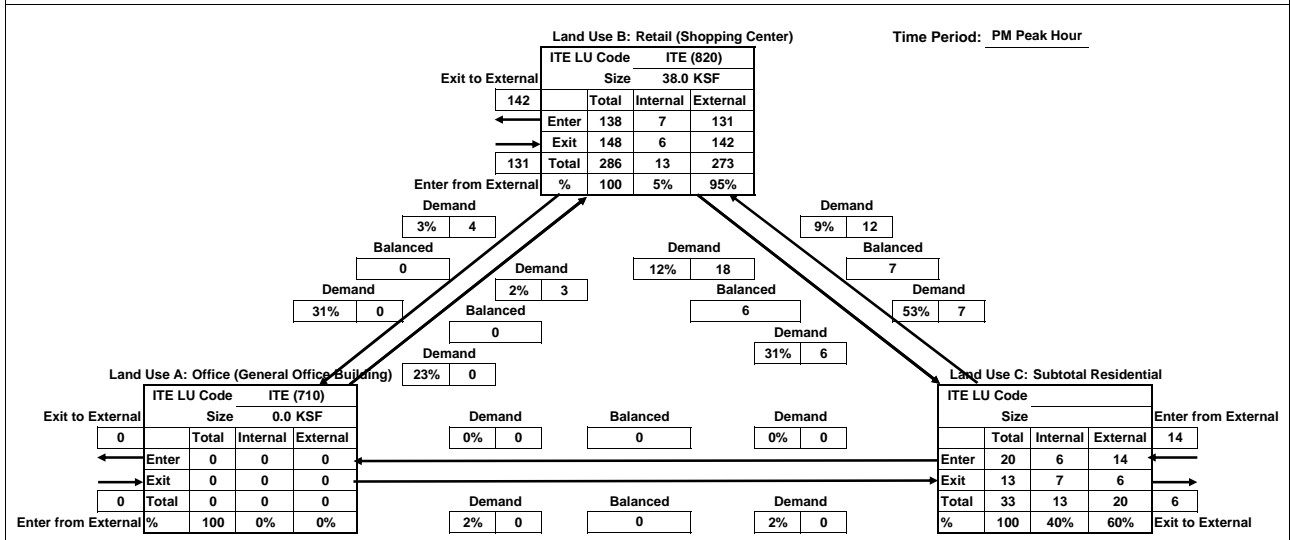 Land Use B: Retail (Shopping Center)
Time Period: PM Peak Hour
ITE LU Code ITE (820)
Exit to External Size 38.0 KSF
142 Total Internal External
Enter 138 7 131
Exit 148 6 142
131 Total 286 13 273
Enter from External % 100 5% 95%
Demand Demand
3% 4 9% 12
Balanced Demand Balanced
0 Demand 12% 18 7
Demand 2% 3 Balanced Demand
31% 0 Balanced 6 53% 7
0 Demand
Demand 31% 6
Land Use A: Office (General Office Building) 23% 0 Land Use C: Subtotal Residential
ITE LU Code ITE (710) ITE LU Code
Exit to External Size 0.0 KSF Demand Balanced Demand Size Enter from External
0 Total Internal External 0% 0 0 0% 0 Total Internal External 14
Enter 0 0 0 Enter 20 6 14
Exit 0 0 0 Exit 13 7 6
0 Total 0 0 0 Demand Balanced Demand Total 33 13 20 6
Enter from External % 100 0% 0% 2% 0 0 2% 0 % 100 40% 60% Exit to External